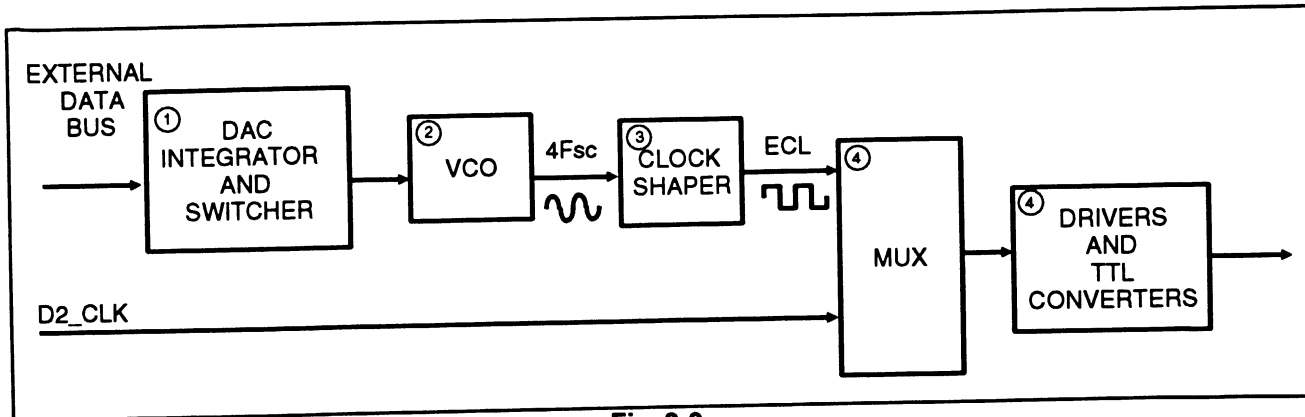 EXTERNAL
DATA
BUS
1
DAC
INTEGRATOR
AND
SWITCHER
2
VCO
4Fsc
3
CLOCK
SHAPER
ECL
4
MUX
4
DRIVERS
AND
TTL
CONVERTERS
D2_CLK